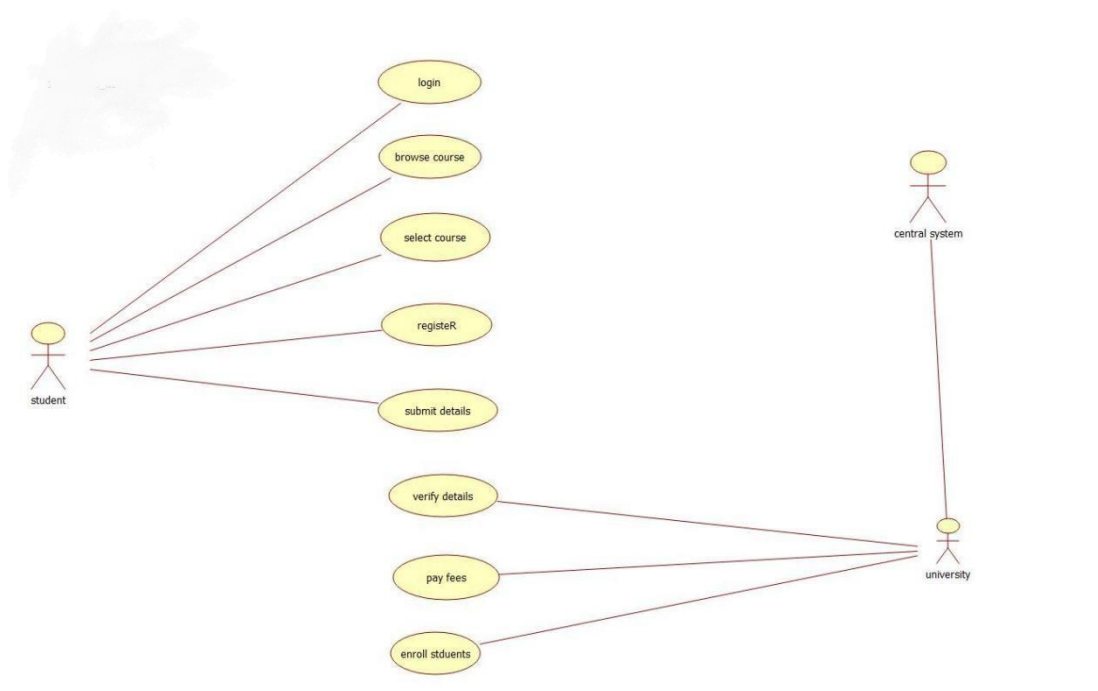 login
browse course
central system
select course
registeR
student
submit details
verify details
university
pay fees
enroll stduents